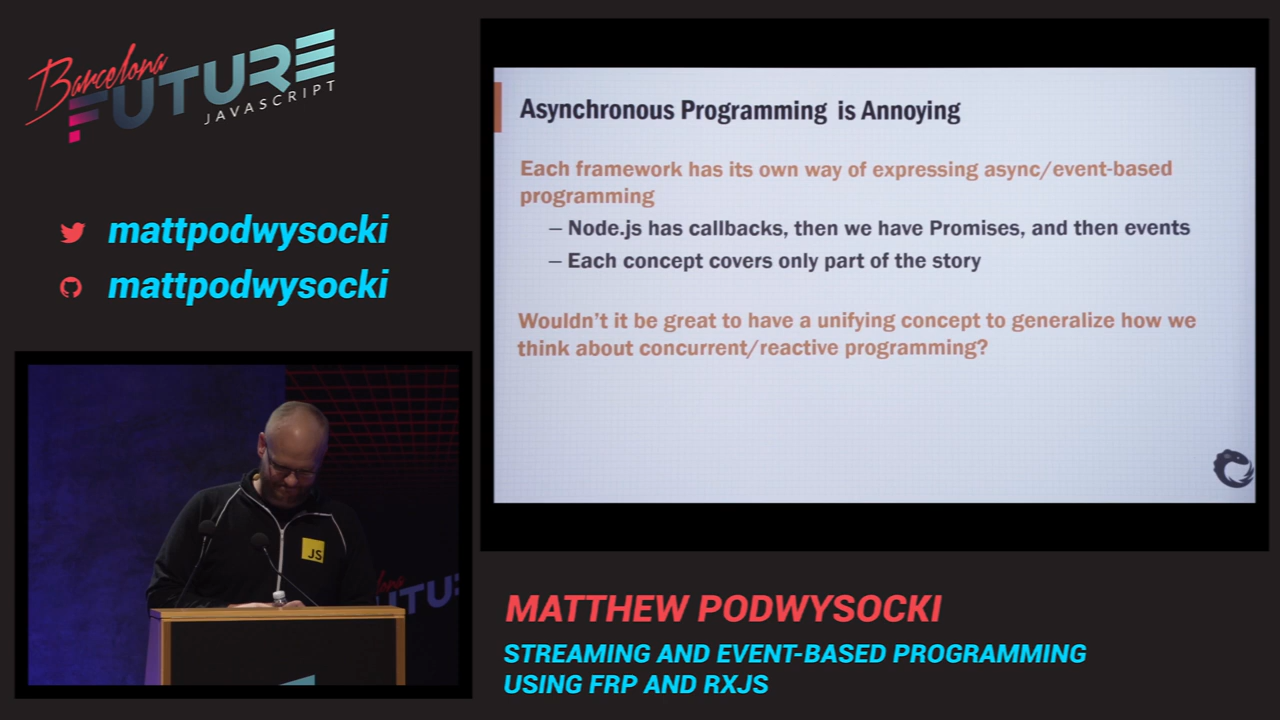 Barcelona
FUTURE
JAVASCRIPT
mattpodwysocki
mattpodwysocki
Asynchronous Programming is Annoying
Each framework has its own way of expressing async/event-based
programming
– Node.js has callbacks, then we have Promises, and then events
– Each concept covers only part of the story
Wouldn't it be great to have a unifying concept to generalize how we
think about concurrent/reactive programming?
JS
lona
UTU
MATTHEW PODWYSOCKI
STREAMING AND EVENT-BASED PROGRAMMING
USING FRP AND RXJS